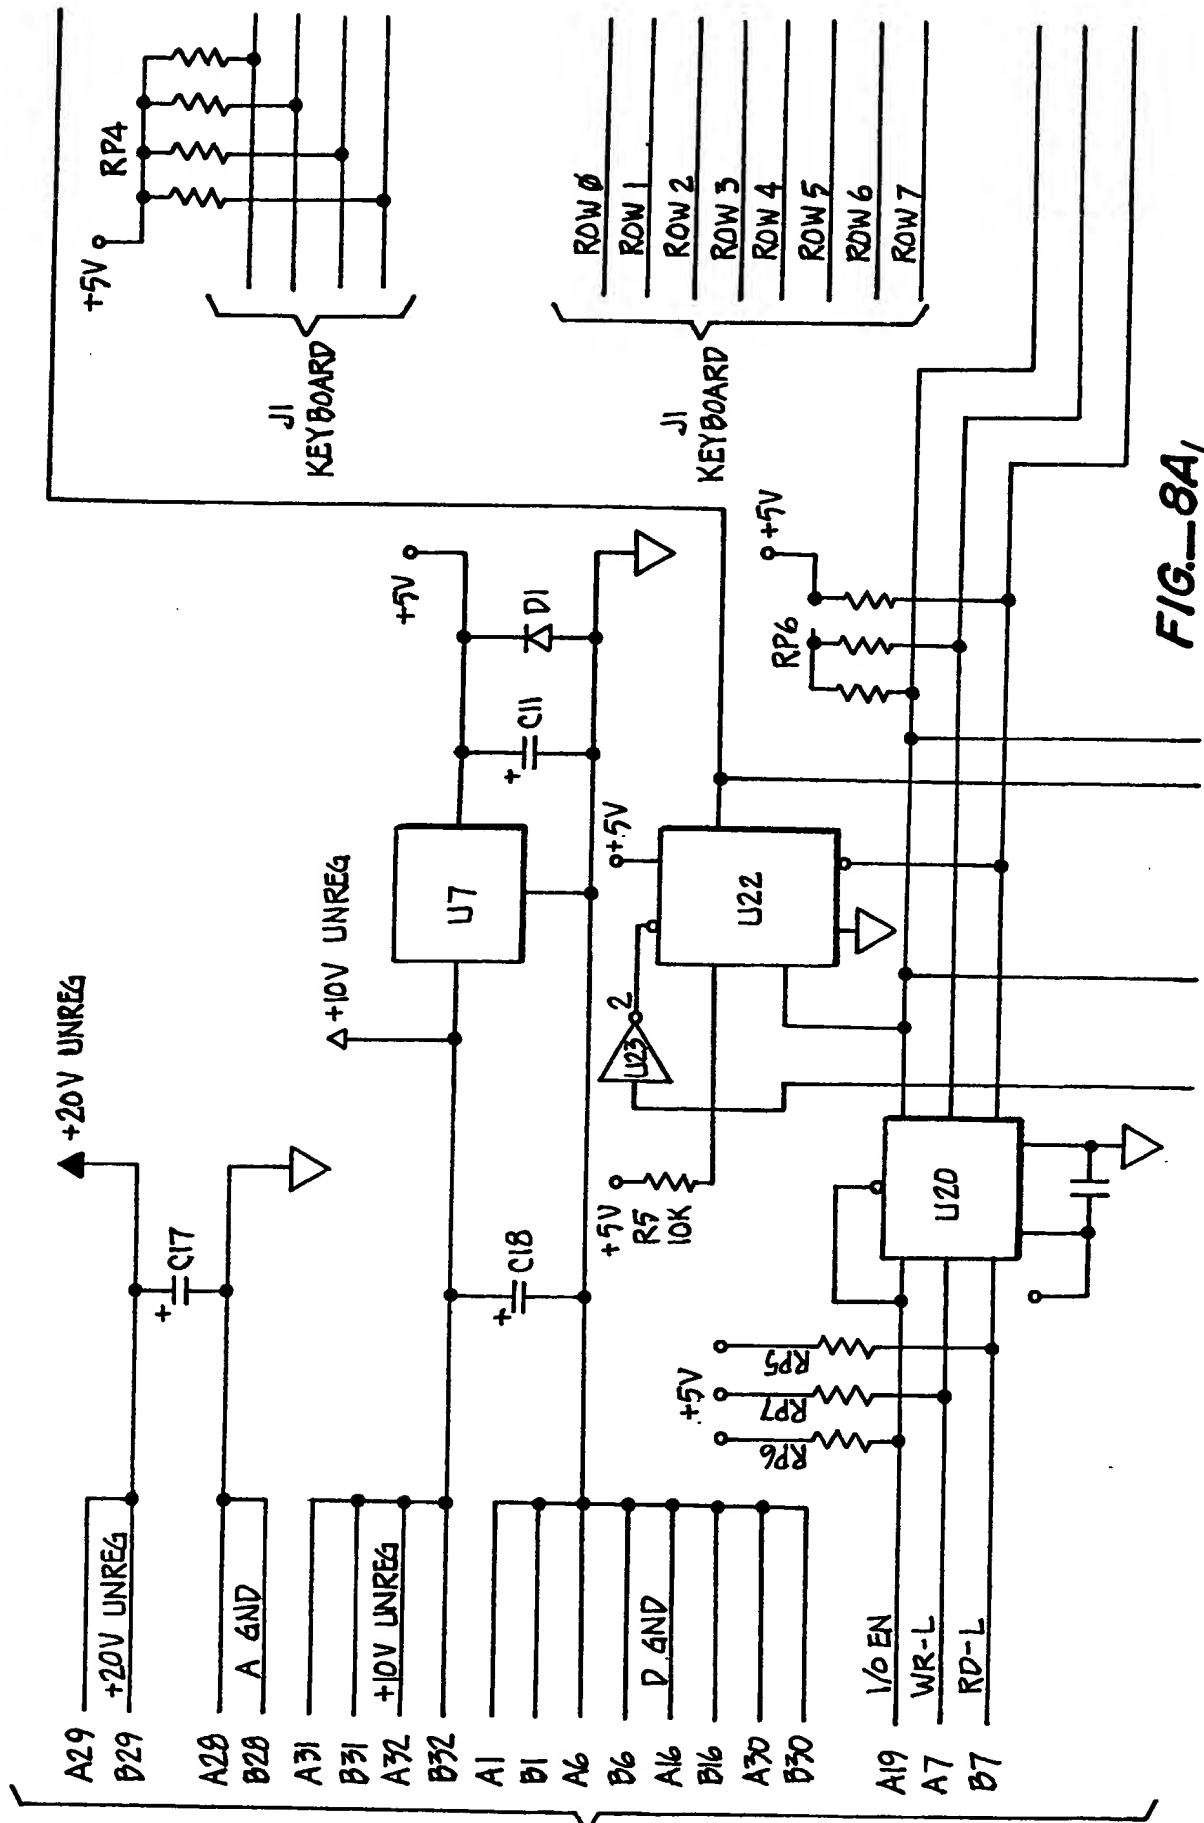 A29
B29
+20V UNREG
A28
B28
A GND
A31
B31
A32
B32
+10V UNREG
A1
B1
A6
B6
A16
B16
A30
B30
D GND
A19
A7
B7
I/O EN
WR-L
RD-L
+20V UNREG
+
C17
+10V UNREG
+
C18
U7
+
C11
D1
+5V
+5V
R5
10K
U23
2
+5V
U22
+5V
RP6
RP7
RP5
U20
RP6
+5V
+5V
RP4
J1
KEYBOARD
J1
KEYBOARD
ROW Ø
ROW 1
ROW 2
ROW 3
ROW 4
ROW 5
ROW 6
ROW 7
FIG.—8A,